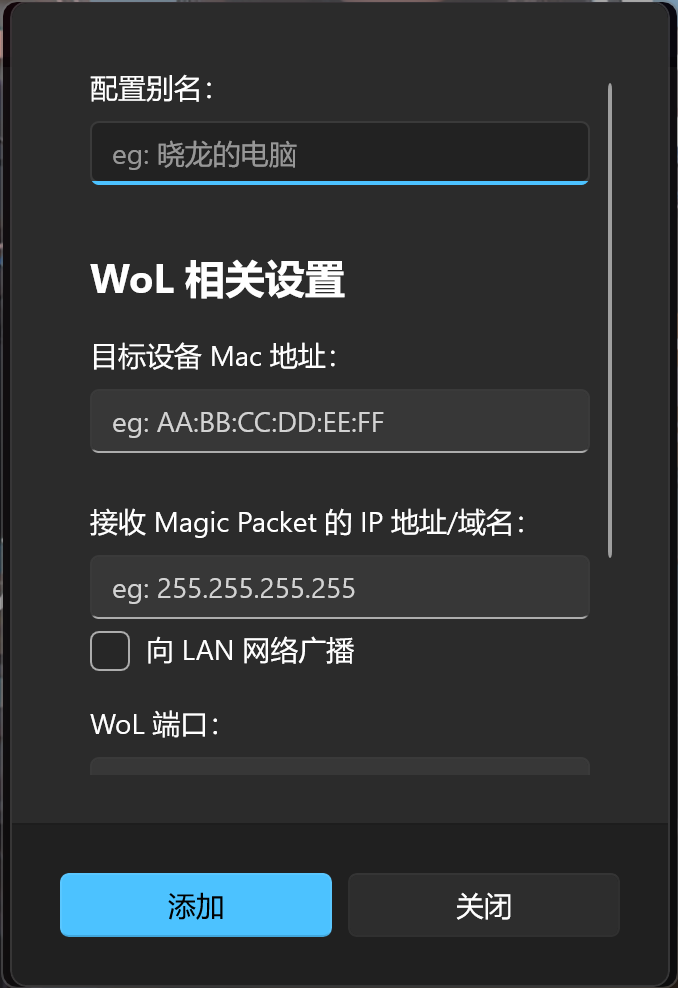 配置别名：
eg: 晓龙的电脑
WoL 相关设置
目标设备 Mac 地址：
eg: AA:BB:CC:DD:EE:FF
接收 Magic Packet 的 IP 地址/域名：
eg: 255.255.255.255
向 LAN 网络广播
WoL 端口：
添加
关闭